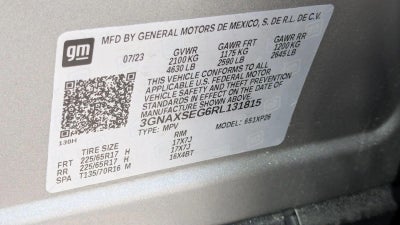 gm
MFD BY GENERAL MOTORS DE MEXICO, S. DE R.L. DE C.V.
07/23 GVWR GAWR FRT GAWR RR
2100 KG 1175 KG 1200 KG
4630 LB 2590 LB 2645 LB
THIS VEHICLE CONFORMS TO ALL
APPLICABLE U.S. FEDERAL MOTOR
VEHICLE SAFETY AND THEFT PREVENTION
STANDARDS IN EFFECT ON THE DATE OF
MANUFACTURE SHOWN ABOVE.
3GNAXSEG6RL131815
TYPE: MPV MODEL: 6S1XP26
130H
TIRE SIZE RIM
FRT 225/65R17 H 17X7J
RR 225/65R17 H 17X7J
SPA T135/70R16 M 16X4BT